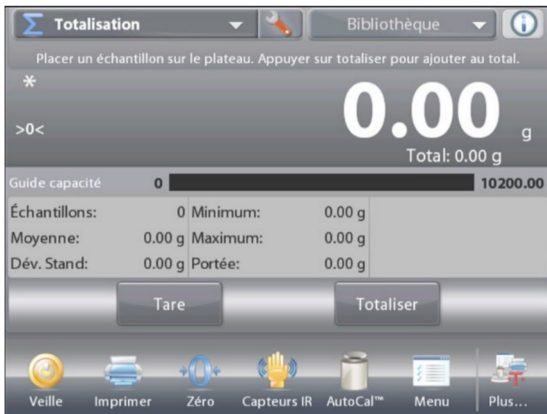 Totalisation
Bibliothèque
Placer un échantillon sur le plateau. Appuyer sur totaliser pour ajouter au total.
*
>0<
0.00 g
Total: 0.00 g
Guide capacité 0 10200.00
Échantillons: 0 Minimum: 0.00 g
Moyenne: 0.00 g Maximum: 0.00 g
Dév. Stand: 0.00 g Portée: 0.00 g
Tare Totaliser
Veille Imprimer Zéro Capteurs IR AutoCal™ Menu Plus...